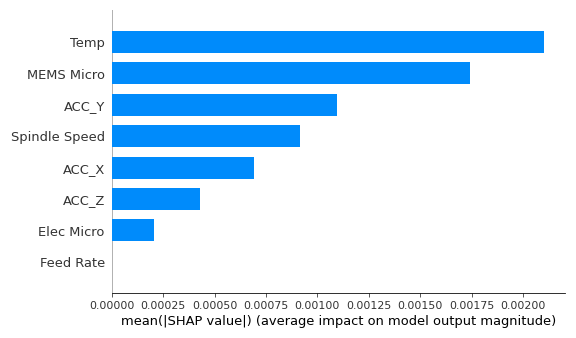 Temp
MEMS Micro
ACC_Y
Spindle Speed
ACC_X
ACC_Z
Elec Micro
Feed Rate
0.00000 0.00025 0.00050 0.00075 0.00100 0.00125 0.00150 0.00175 0.00200
mean(|SHAP value|) (average impact on model output magnitude)